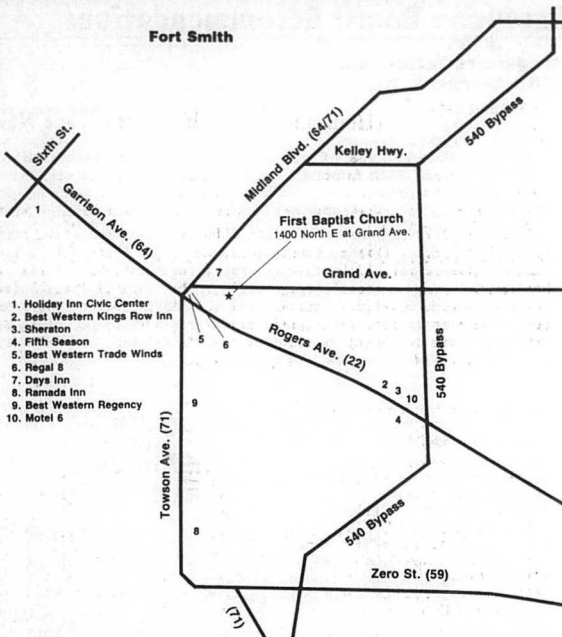 Fort Smith
540 Bypass
Midland Blvd. (64/71)
Kelley Hwy.
Sixth St.
Garrison Ave. (64)
1
First Baptist Church
1400 North E at Grand Ave.
7
Grand Ave.
1. Holiday Inn Civic Center
2. Best Western Kings Row Inn
3. Sheraton
4. Fifth Season
5. Best Western Trade Winds
6. Regal 8
7. Days Inn
8. Ramada Inn
9. Best Western Regency
10. Motel 6
5
6
Rogers Ave. (22)
540 Bypass
2
3
10
4
9
Towson Ave. (71)
8
540 Bypass
Zero St. (59)
(71)